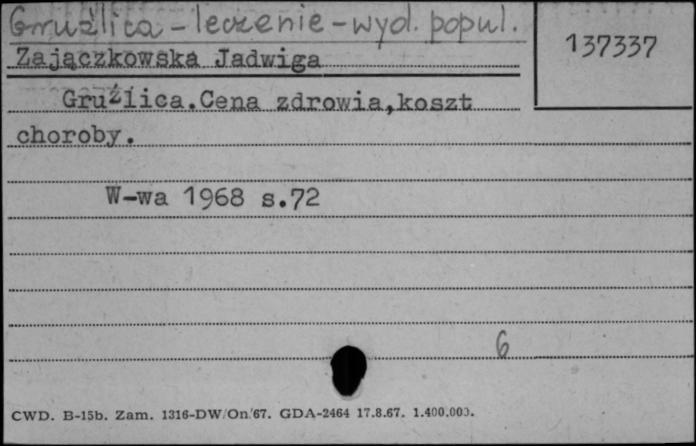 Gruźlica - leczenie - wyd. popul.
137337
Zajączkowska Jadwiga
Gruźlica.Cena zdrowia,koszt
choroby.
W-wa 1968 s.72
6
CWD. B-15b. Zam. 1316-DW/On/67. GDA-2464 17.8.67. 1.400.000.